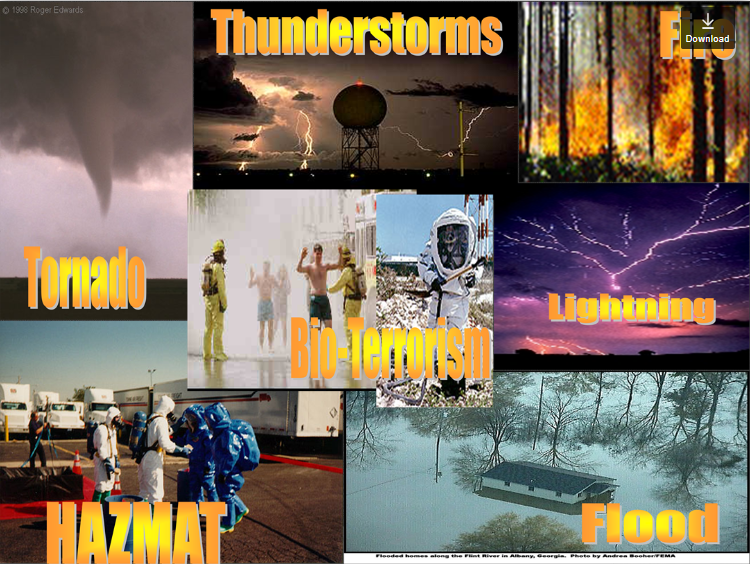 © 1998 Roger Edwards
Thunderstorms
Fire
Download
Tornado
Bio-Terrorism
Lightning
HAZMAT
Flood
Flooded homes along the Flint River in Albany, Georgia. Photo by Andrea Booher/FEMA